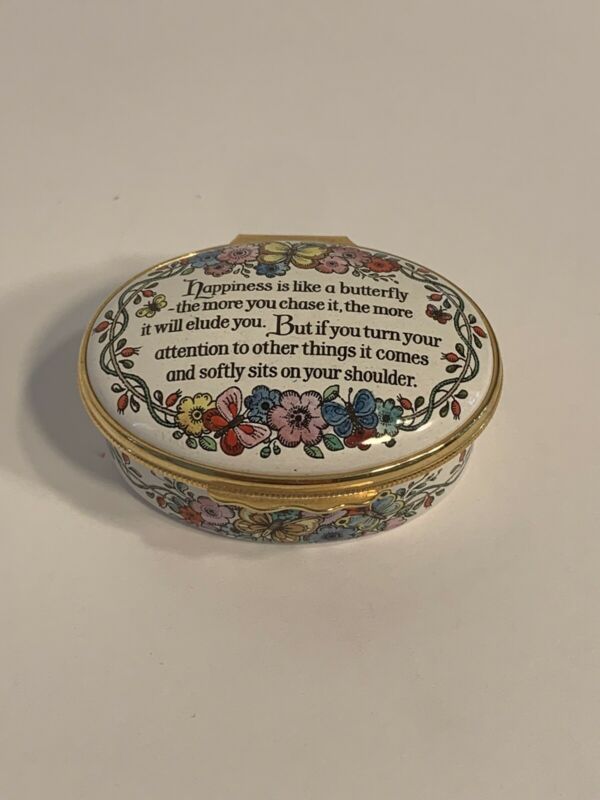 Happiness is like a butterfly
-the more you chase it, the more
it will elude you. But if you turn your
attention to other things it comes
and softly sits on your shoulder.